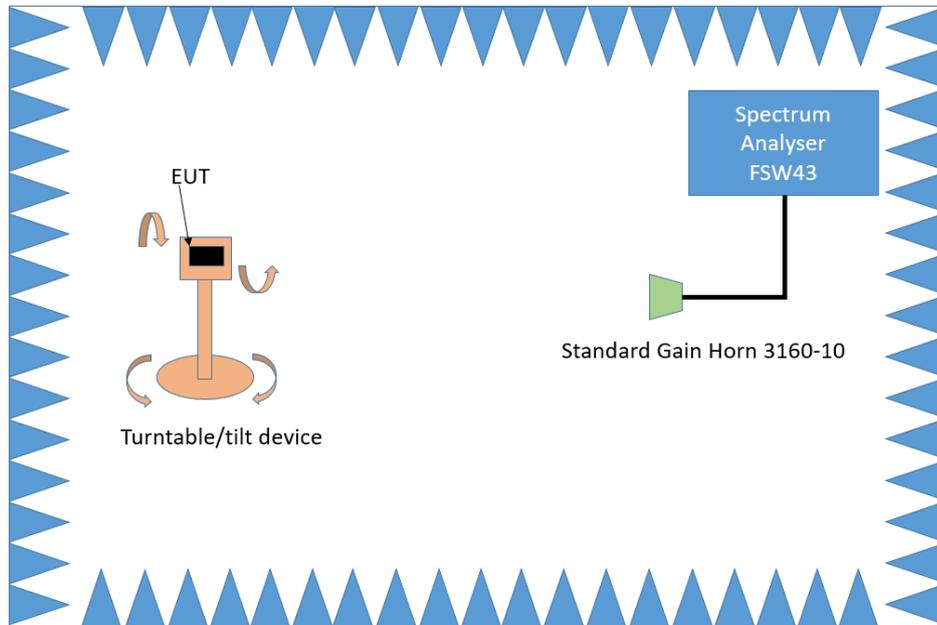 Spectrum
Analyser
FSW43
EUT
Standard Gain Horn 3160-10
Turntable/tilt device